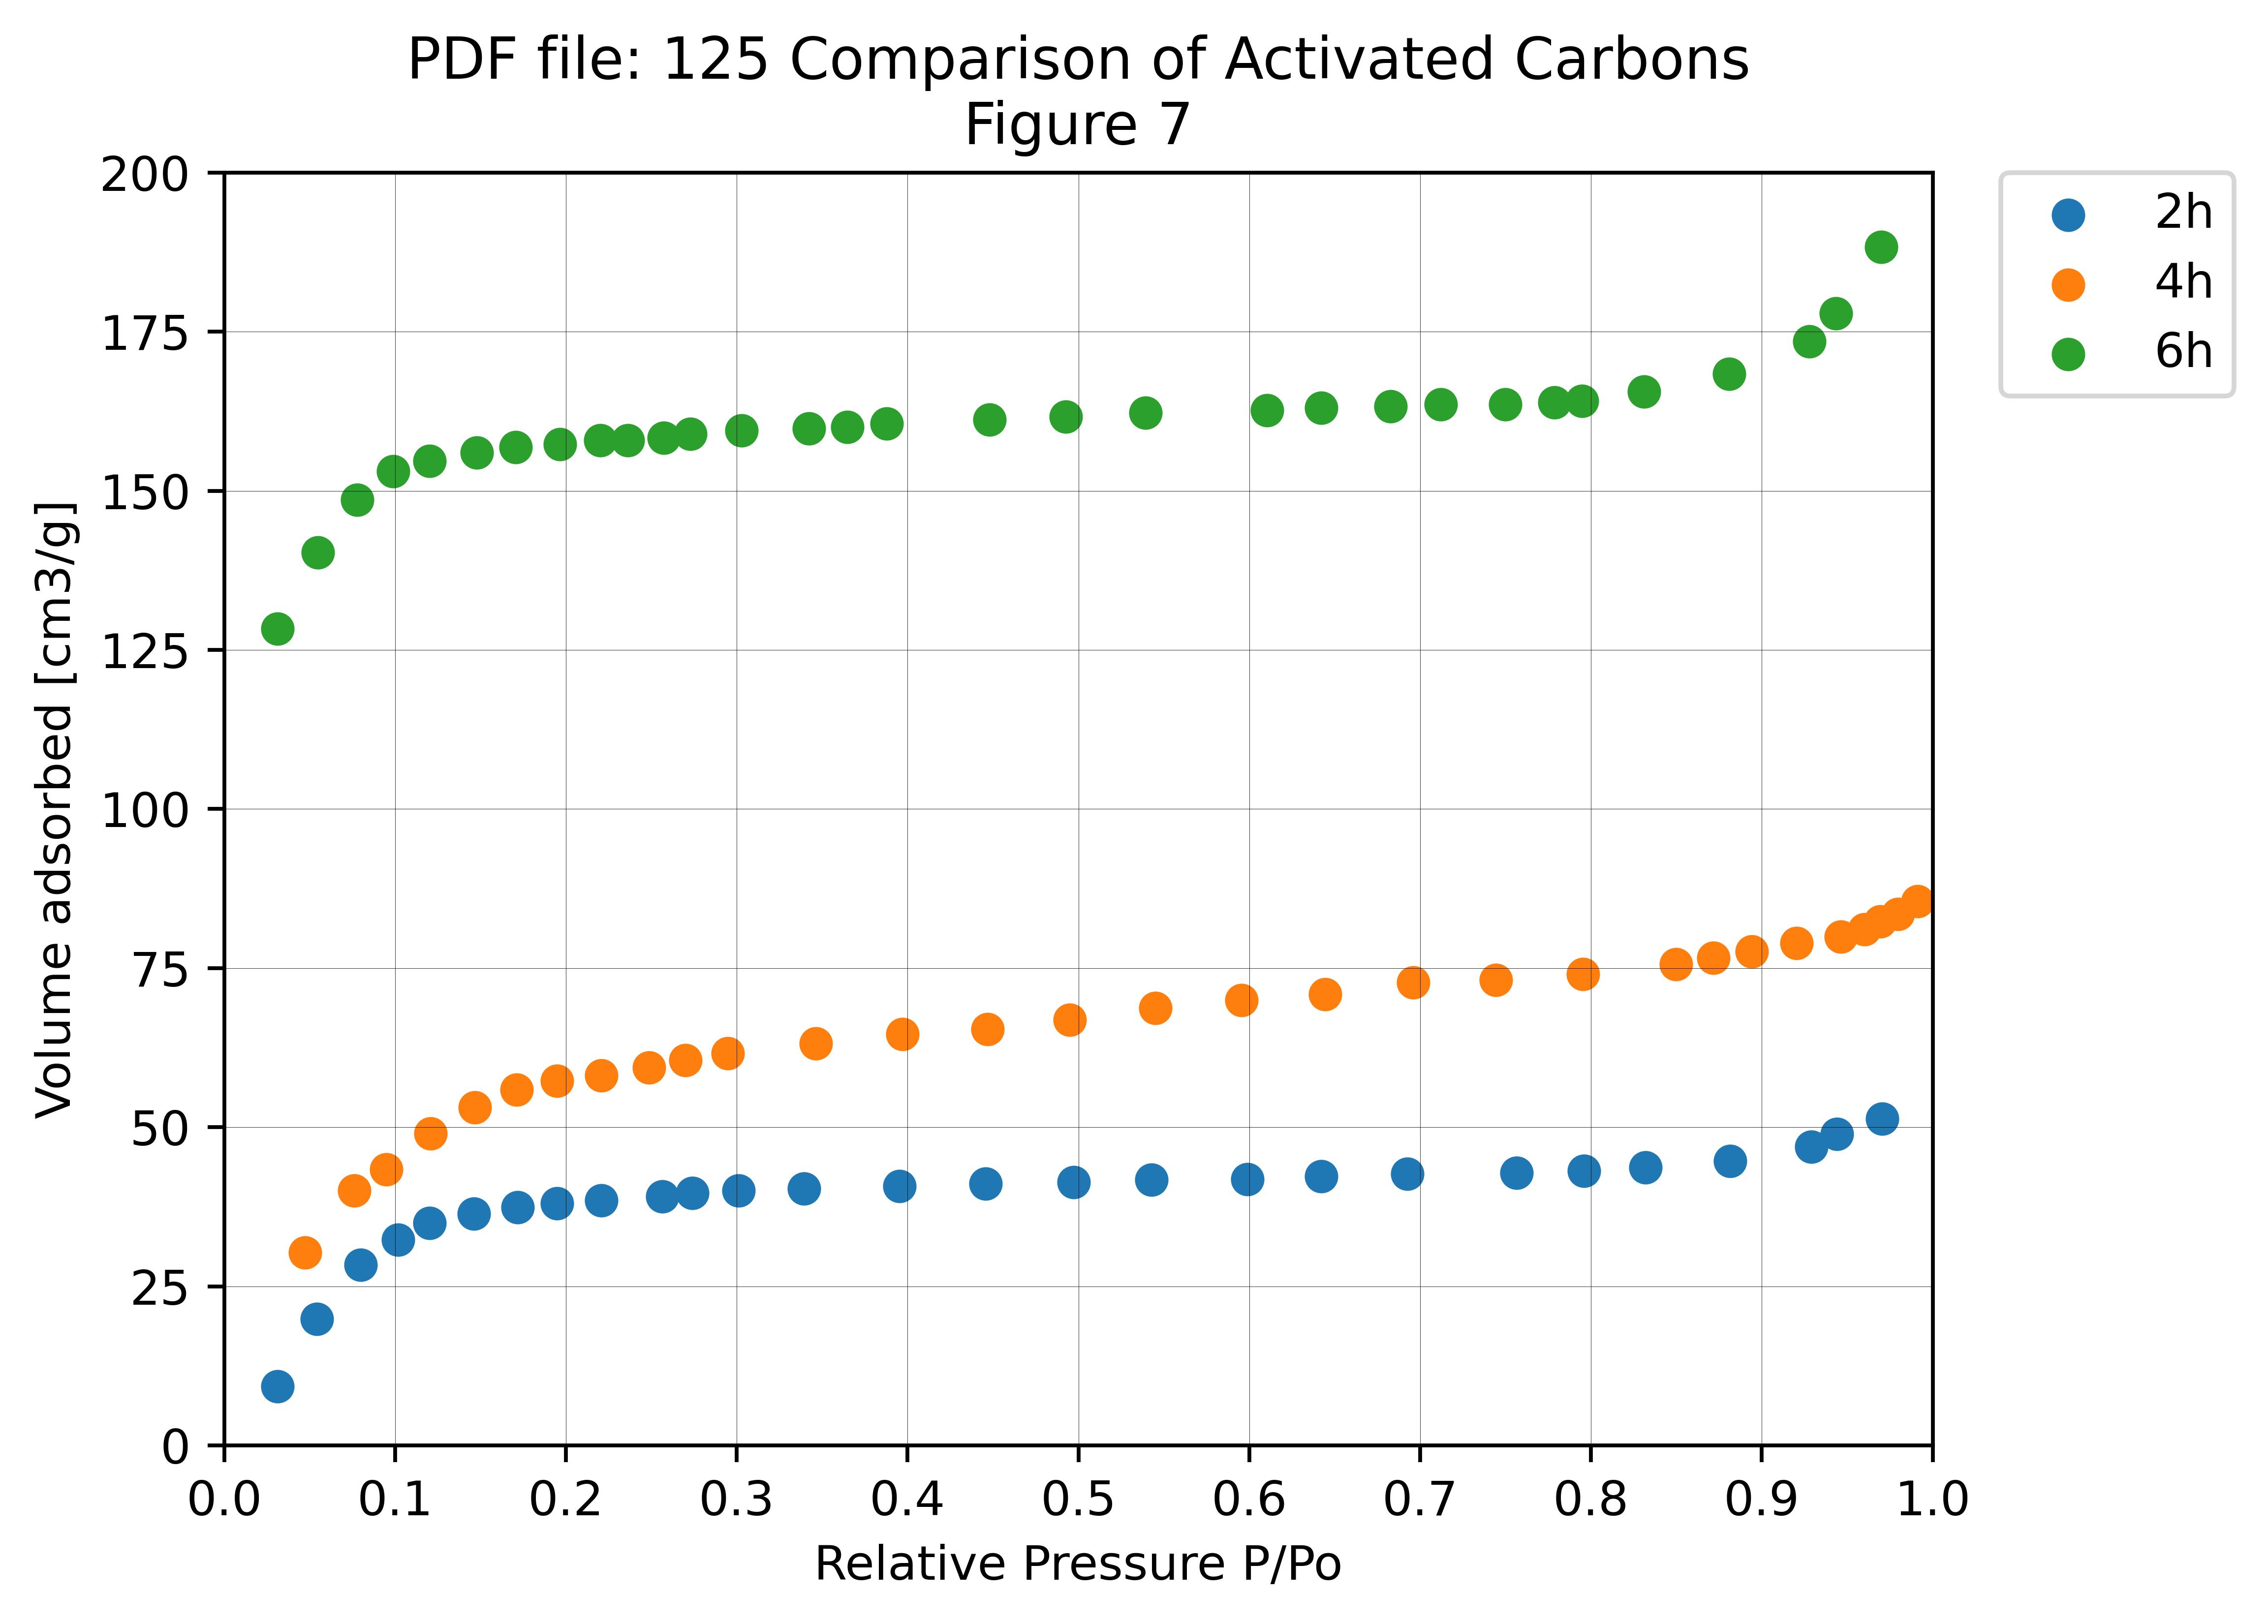 PDF file: 125 Comparison of Activated Carbons
Figure 7
200
175
150
125
100
75
50
25
0
Volume adsorbed [cm3/g]
0.0 0.1 0.2 0.3 0.4 0.5 0.6 0.7 0.8 0.9 1.0
Relative Pressure P/Po
2h
4h
6h